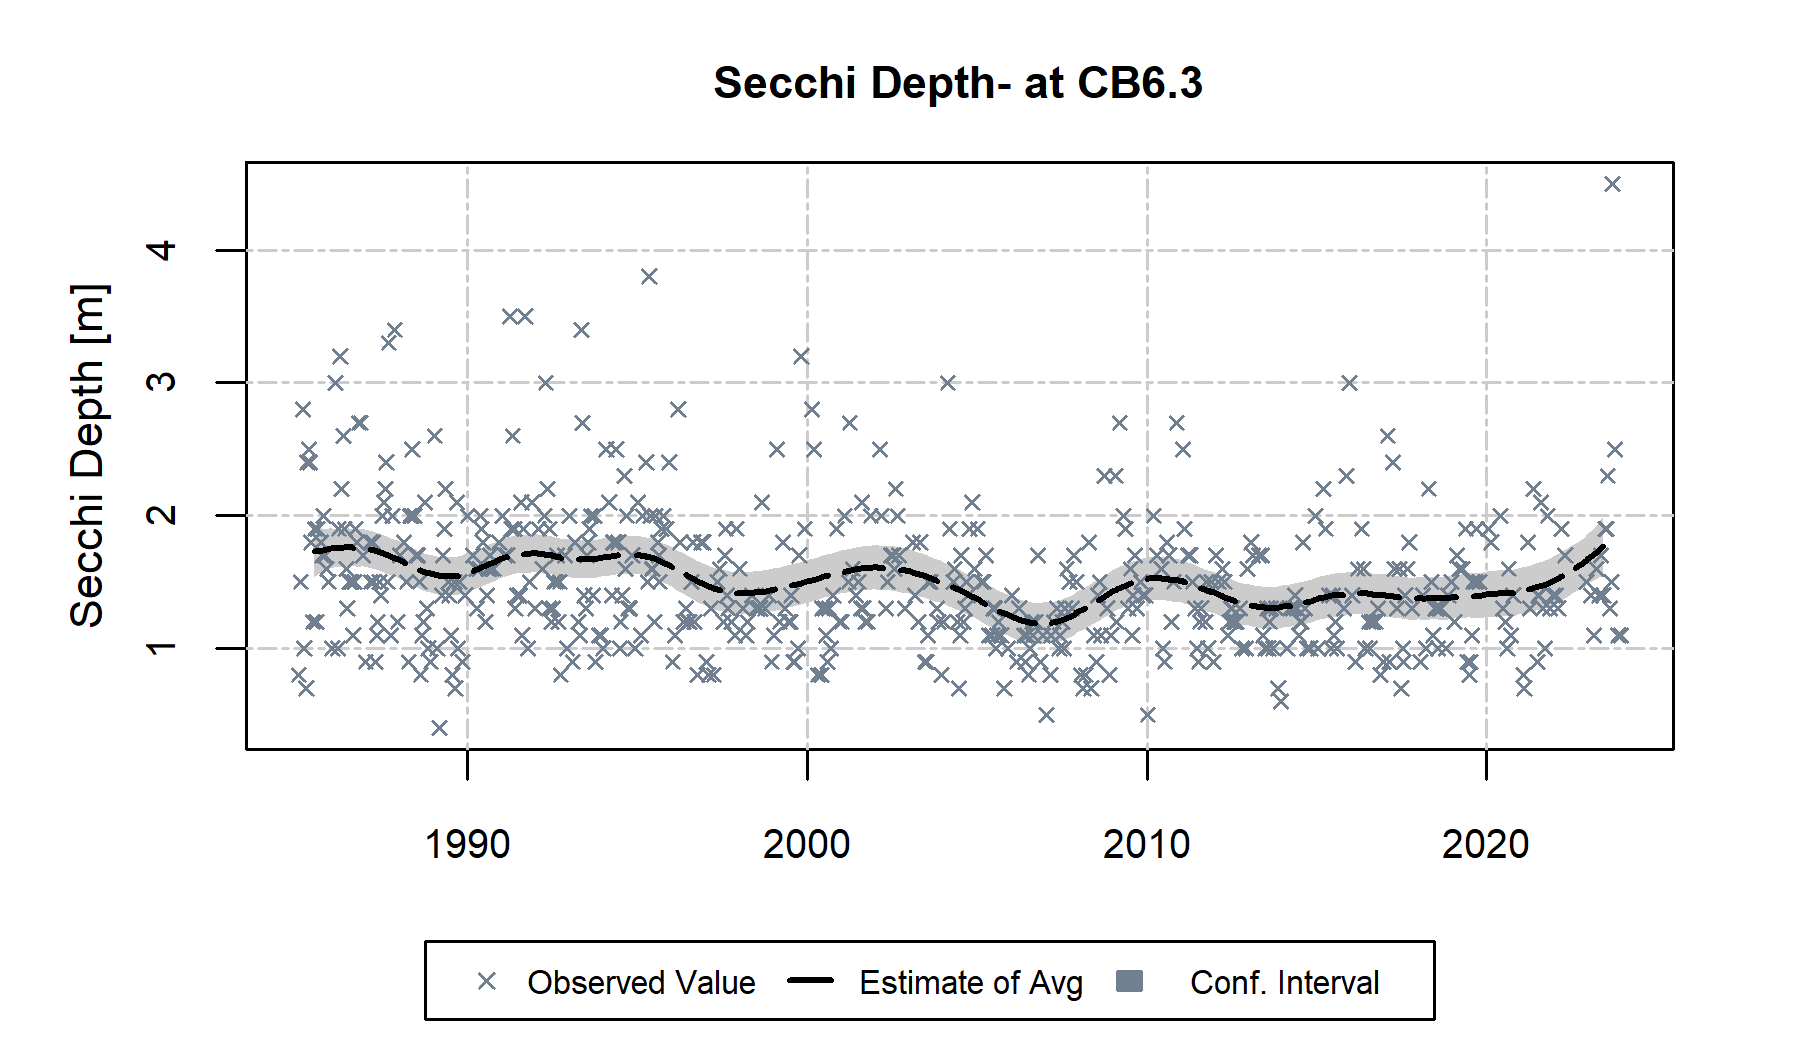 Secchi Depth- at CB6.3
Secchi Depth [m]
4
3
2
1
1990 2000 2010 2020
Observed Value Estimate of Avg Conf. Interval